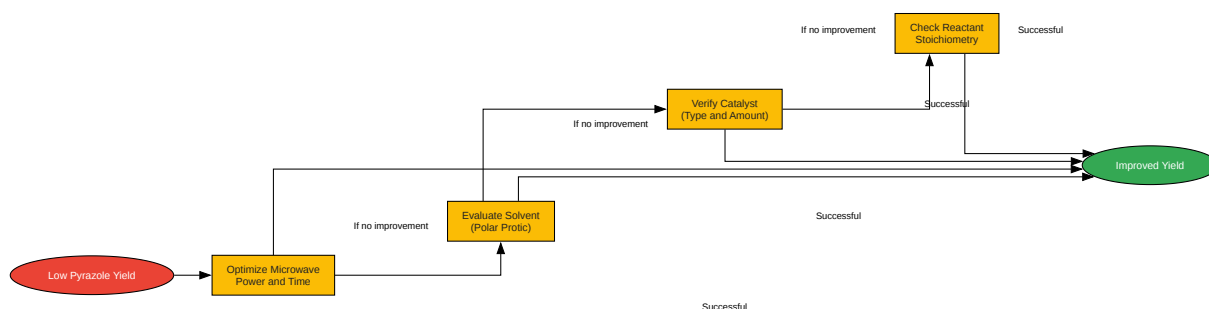 If no improvement
Check Reactant
Stoichiometry
Successful
Verify Catalyst
(Type and Amount)
Successful
If no improvement
Improved Yield
Evaluate Solvent
(Polar Protic)
Successful
If no improvement
Low Pyrazole Yield
Optimize Microwave
Power and Time
Successful